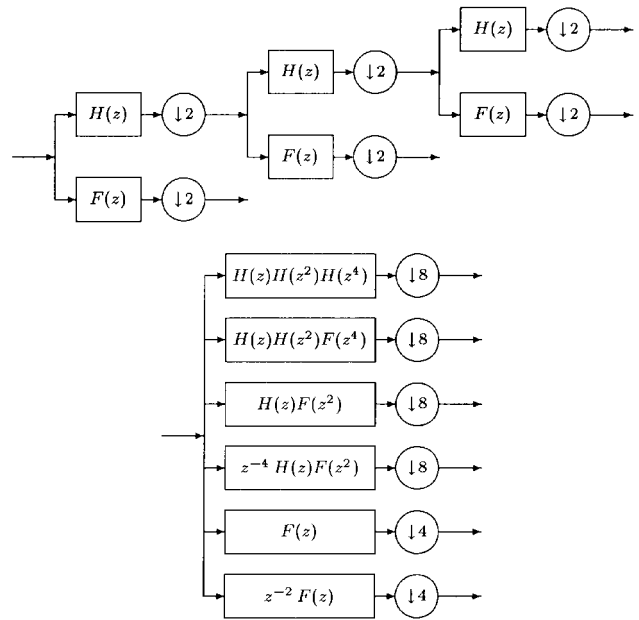 H(z) ↓2
H(z) ↓2
H(z) ↓2
F(z) ↓2
F(z) ↓2
F(z) ↓2
H(z)H(z²)H(z⁴) ↓8
H(z)H(z²)F(z⁴) ↓8
H(z)F(z²) ↓8
z⁻⁴ H(z)F(z²) ↓8
F(z) ↓4
z⁻² F(z) ↓4